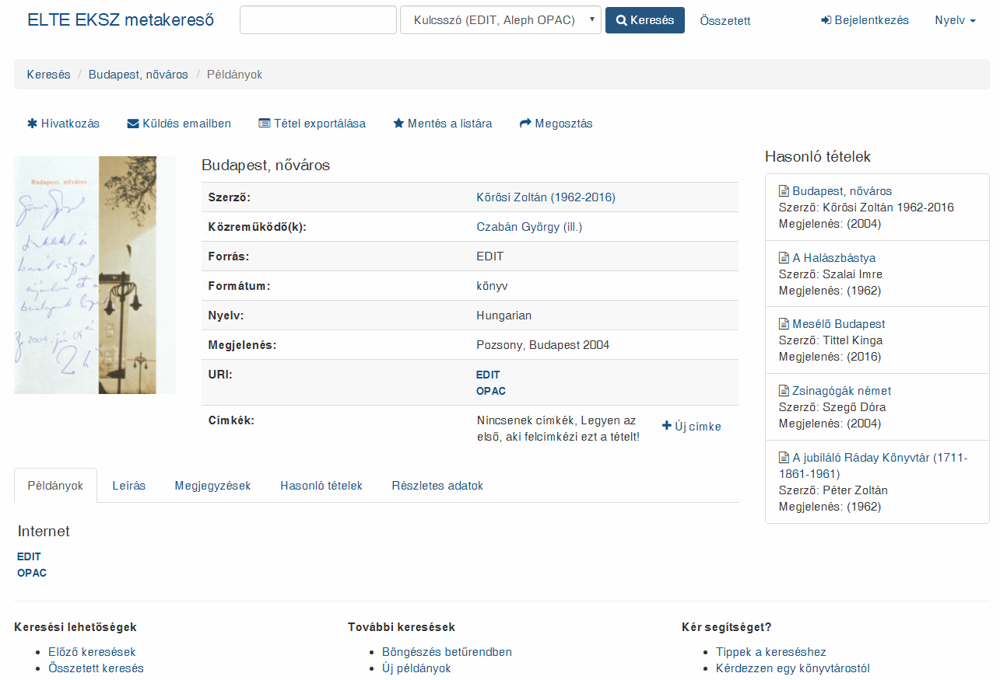 ELTE EKSZ metakereső
Kulcsszó (EDIT, Aleph OPAC)
Keresés
Összetett
Bejelentkezés
Nyelv
Keresés / Budapest, nőváros / Példányok
Hivatkozás
Küldés emailben
Tétel exportálása
Mentés a listára
Megosztás
Budapest, nőváros
Budapest, nőváros
Szerző: Kőrösi Zoltán (1962-2016)
Közreműködő(k): Czabán György (ill.)
Forrás: EDIT
Formátum: könyv
Nyelv: Hungarian
Megjelenés: Pozsony, Budapest 2004
URI: EDIT
OPAC
Címkék: Nincsenek címkék, Legyen az
első, aki felcímkézi ezt a tételt!
Új címke
Hasonló tételek
Budapest, nőváros
Szerző: Kőrösi Zoltán 1962-2016
Megjelenés: (2004)
A Halászbástya
Szerző: Szalai Imre
Megjelenés: (1962)
Mesélő Budapest
Szerző: Tittel Kinga
Megjelenés: (2016)
Zsinagógák német
Szerző: Szegő Dóra
Megjelenés: (2004)
A jubiláló Ráday Könyvtár (1711-
1861-1961)
Szerző: Péter Zoltán
Megjelenés: (1962)
Példányok
Leírás
Megjegyzések
Hasonló tételek
Részletes adatok
Internet
EDIT
OPAC
Keresési lehetőségek
Előző keresések
Összetett keresés
További keresések
Böngészés betűrendben
Új példányok
Kér segítséget?
Tippek a kereséshez
Kérdezzen egy könyvtárostól